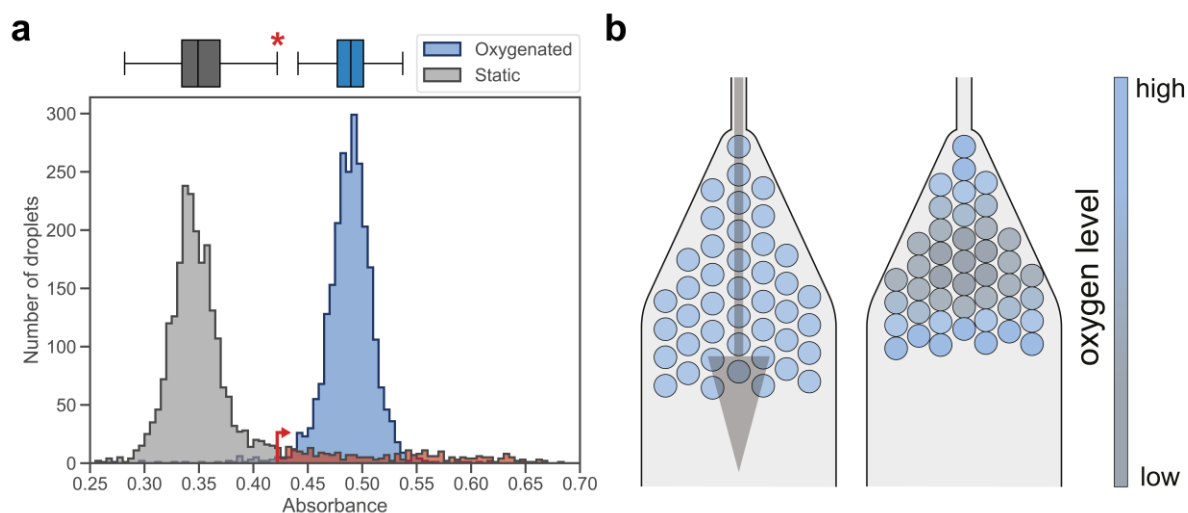 a
*
Oxygenated
Static
300
250
200
150
100
50
0
Number of droplets
0.25 0.30 0.35 0.40 0.45 0.50 0.55 0.60 0.65 0.70
Absorbance
b
high
oxygen level
low